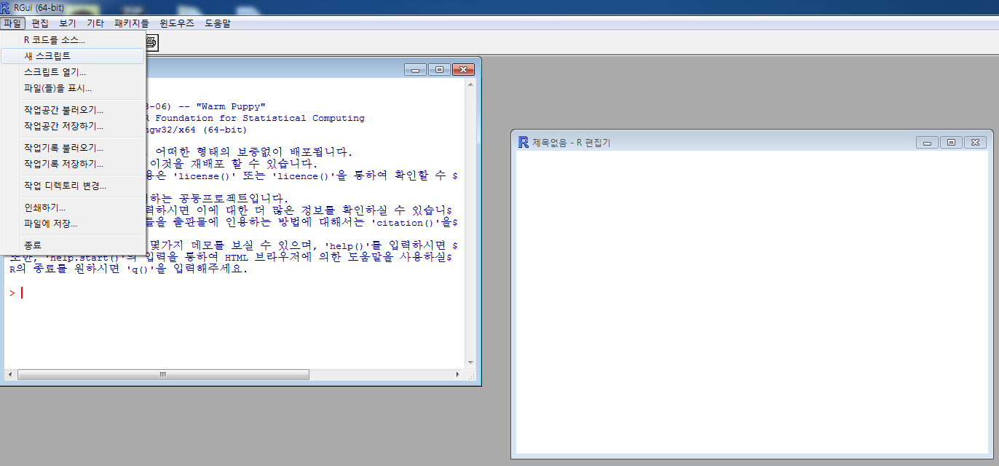 RGui (64-bit)
파일 편집 보기 기타 패키지들 윈도우즈 도움말
R 코드를 소스...
새 스크립트
스크립트 열기...
파일(들)을 표시...
작업공간 불러오기...
작업공간 저장하기...
작업기록 불러오기...
작업기록 저장하기...
작업 디렉토리 변경...
인쇄하기...
파일에 저장...
종료
3-06) -- "Warm Puppy"
R Foundation for Statistical Computing
ngw32/x64 (64-bit)
어떠한 형태의 보증없이 배포됩니다.
이것을 재배포 할 수 있습니다.
용은 'license()' 또는 'licence()'을 통하여 확인할 수 $
하는 공동프로젝트입니다.
력하시면 이에 대한 더 많은 정보를 확인하실 수 있습니$
들을 출판물에 인용하는 방법에 대해서는 'citation()'을$
몇가지 데모를 보실 수 있으며, 'help()'를 입력하시면 $
또한, 'help.start()'의 입력을 통하여 HTML 브라우저에 의한 도움말을 사용하실$
R의 종료를 원하시면 'q()'을 입력해주세요.
>
제목없음 - R 편집기